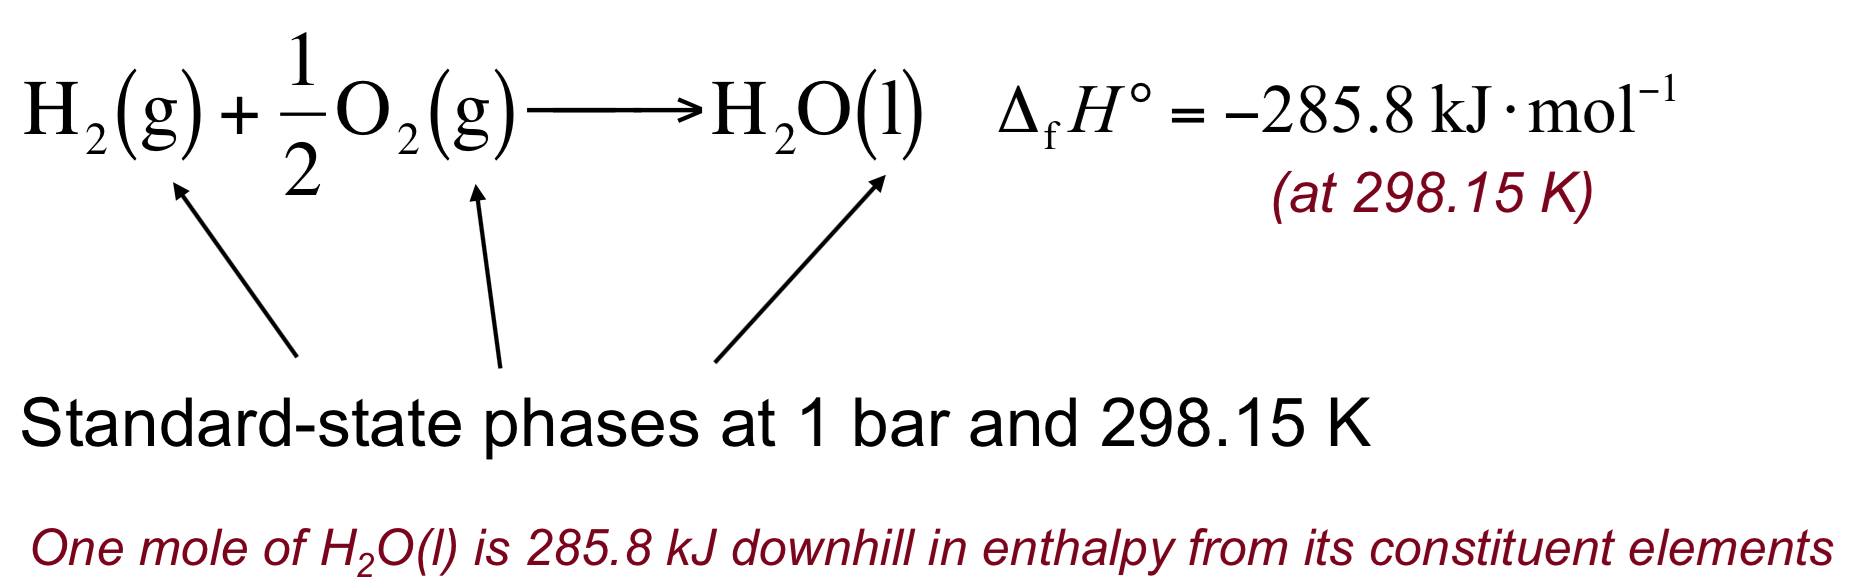 H₂(g) + 1/2 O₂(g) ⟶ H₂O(l) Δ_fH° = −285.8 kJ·mol⁻¹
(at 298.15 K)
Standard-state phases at 1 bar and 298.15 K
One mole of H₂O(l) is 285.8 kJ downhill in enthalpy from its constituent elements